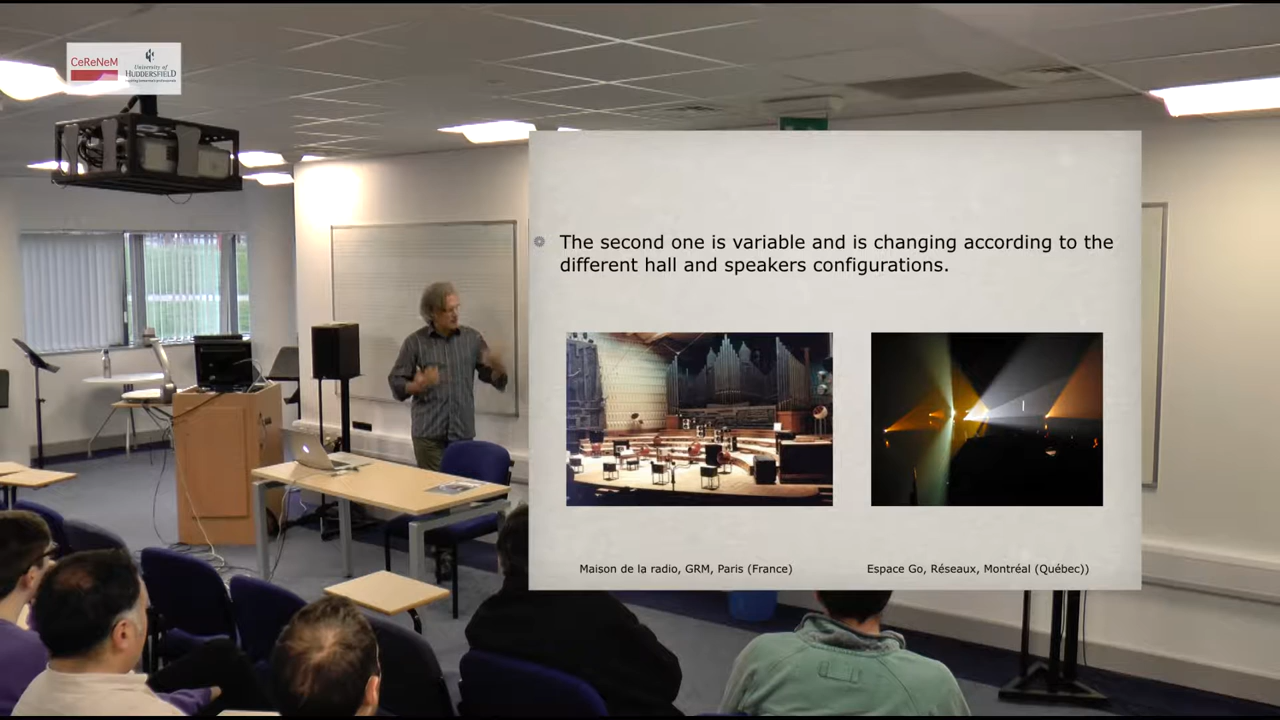 CeReNeM
University of
HUDDERSFIELD
The second one is variable and is changing according to the
different hall and speakers configurations.
Maison de la radio, GRM, Paris (France)
Espace Go, Réseaux, Montréal (Québec))